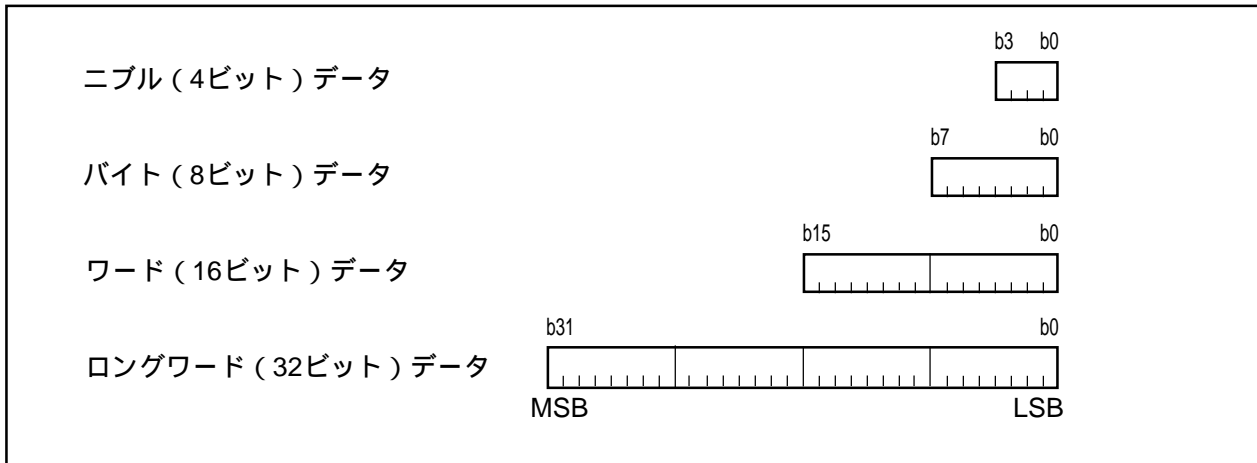 b3 b0
ニブル（4ビット）データ
b7 b0
バイト（8ビット）データ
b15 b0
ワード（16ビット）データ
b31 b0
ロングワード（32ビット）データ
MSB LSB